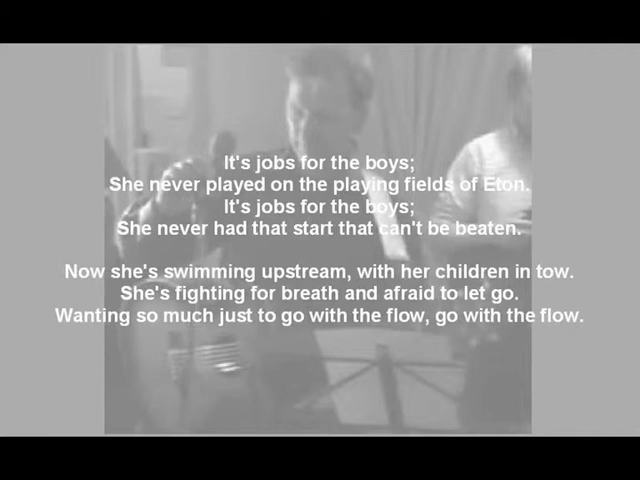 It's jobs for the boys;
She never played on the playing fields of Eton.
It's jobs for the boys;
She never had that start that can't be beaten.
Now she's swimming upstream, with her children in tow.
She's fighting for breath and afraid to let go.
Wanting so much just to go with the flow, go with the flow.